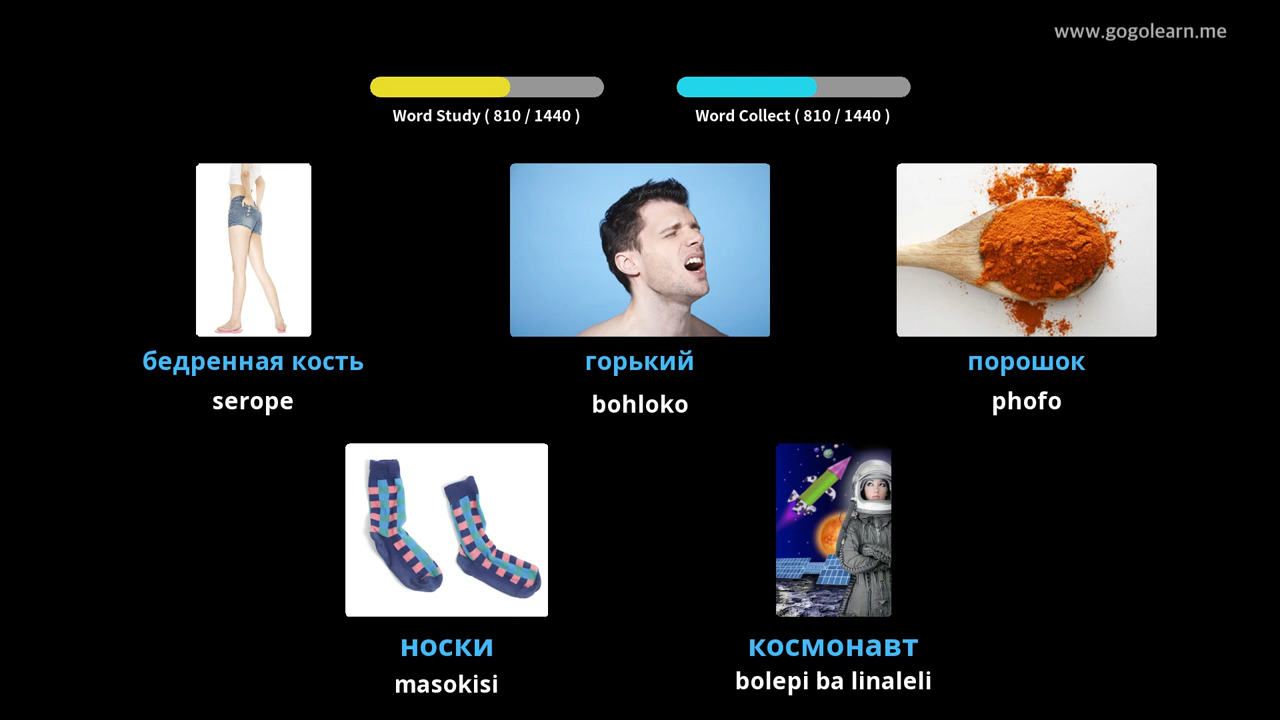 www.gogolearn.me
Word Study ( 810 / 1440 )
Word Collect ( 810 / 1440 )
бедренная кость
serope
горький
bohloko
порошок
phofo
носки
masokisi
космонавт
bolepi ba linaleli